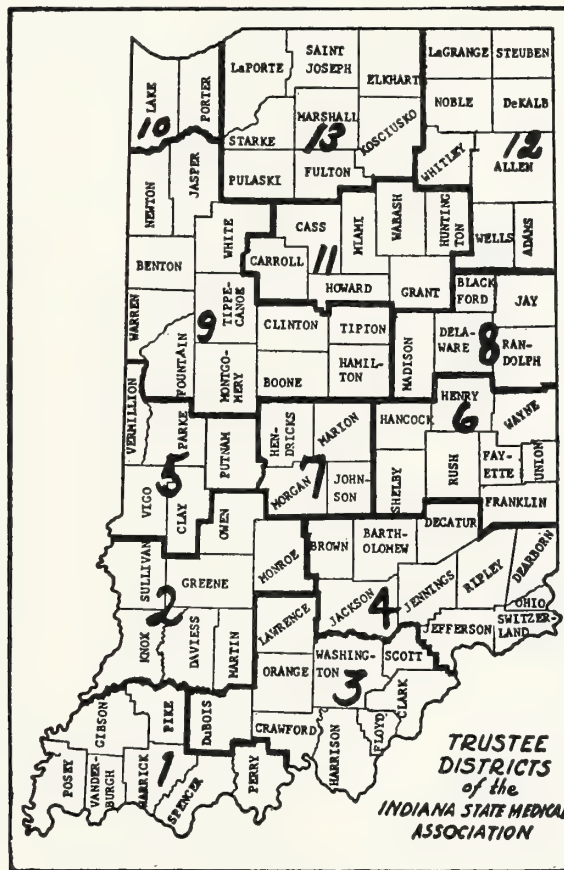 LaPORTE
SAINT JOSEPH
ELKHART
LaGRANGE
STEUBEN
LAKE
PORTER
10
NOBLE
DeKALB
MARSHALL
13
KOSCIUSKO
STARKE
12
WHITLEY
ALLEN
PULASKI
FULTON
NEWTON
JASPER
WHITE
CASS
MIAMI
WABASH
HUNTING
TON
WELLS
ADAMS
BENTON
CARROLL
11
HOWARD
GRANT
BLACK
FORD
JAY
WARREN
9
TIPPE-
CANOE
CLINTON
TIPTON
MADISON
DELA-
WARE
8
RAN-
DOLPH
FOUNTAIN
MONTGO-
MERY
BOONE
HAMIL-
TON
HENRY
6
WAYNE
VERMILLION
PARKE
PUTNAM
HEN-
DRICKS
MARION
HANCOCK
5
7
MORGAN
JOHN-
SON
SHELBY
RUSH
FAY-
ETTE
UNION
VIGO
CLAY
OWEN
FRANKLIN
DECATUR
SULLIVAN
GREENE
MONROE
BROWN
BARTH-
OLOMEW
2
JACKSON
4
JENNINGS
RIPLEY
DEARBORN
OHIO
SWITZER-
LAND
JEFFERSON
KNOX
DAVIESS
MARTIN
LAWRENCE
ORANGE
WASHING-
TON
SCOTT
3
CLARK
GIBSON
PIKE
DuBOIS
CRAWFORD
HARRISON
FLOYD
POSEY
VANDER-
BURGH
WARRICK
1
SPENCER
PERRY
TRUSTEE
DISTRICTS
of the
INDIANA STATE MEDICAL
ASSOCIATION